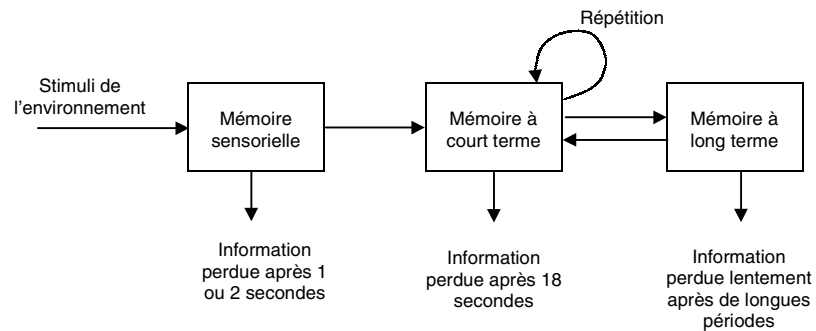 Répétition
Stimuli de
l'environnement
Mémoire
sensorielle
Mémoire à
court terme
Mémoire à
long terme
Information
perdue après 1
ou 2 secondes
Information
perdue après 18
secondes
Information
perdue lentement
après de longues
périodes